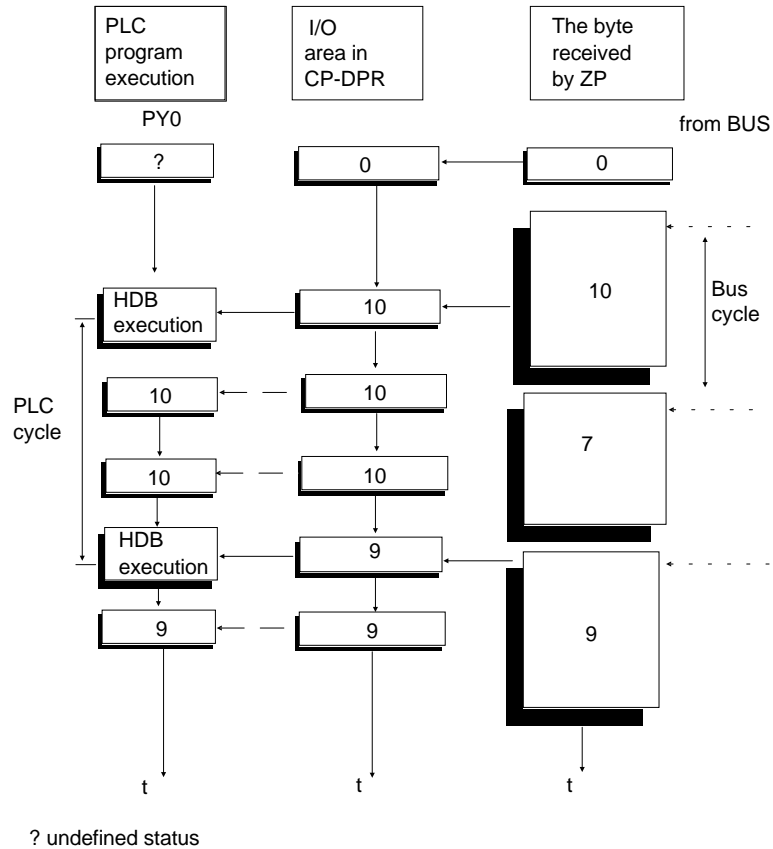 PLC
program
execution
I/O
area in
CP-DPR
The byte
received
by ZP
PY0
from BUS
?
0
0
HDB
execution
10
10
Bus
cycle
PLC
cycle
10
10
7
10
10
HDB
execution
9
9
9
9
t
t
t
? undefined status